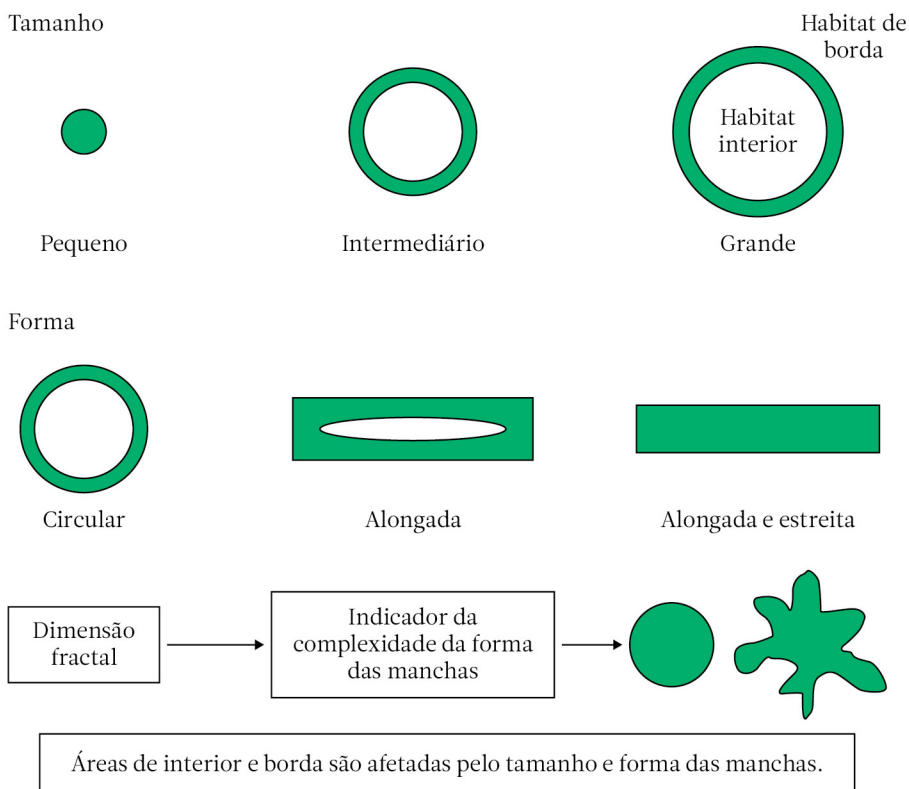 Tamanho
Habitat de
borda
Habitat
interior
Pequeno
Intermediário
Grande
Forma
Circular
Alongada
Alongada e estreita
Dimensão
fractal
Indicador da
complexidade da forma
das manchas
Áreas de interior e borda são afetadas pelo tamanho e forma das manchas.